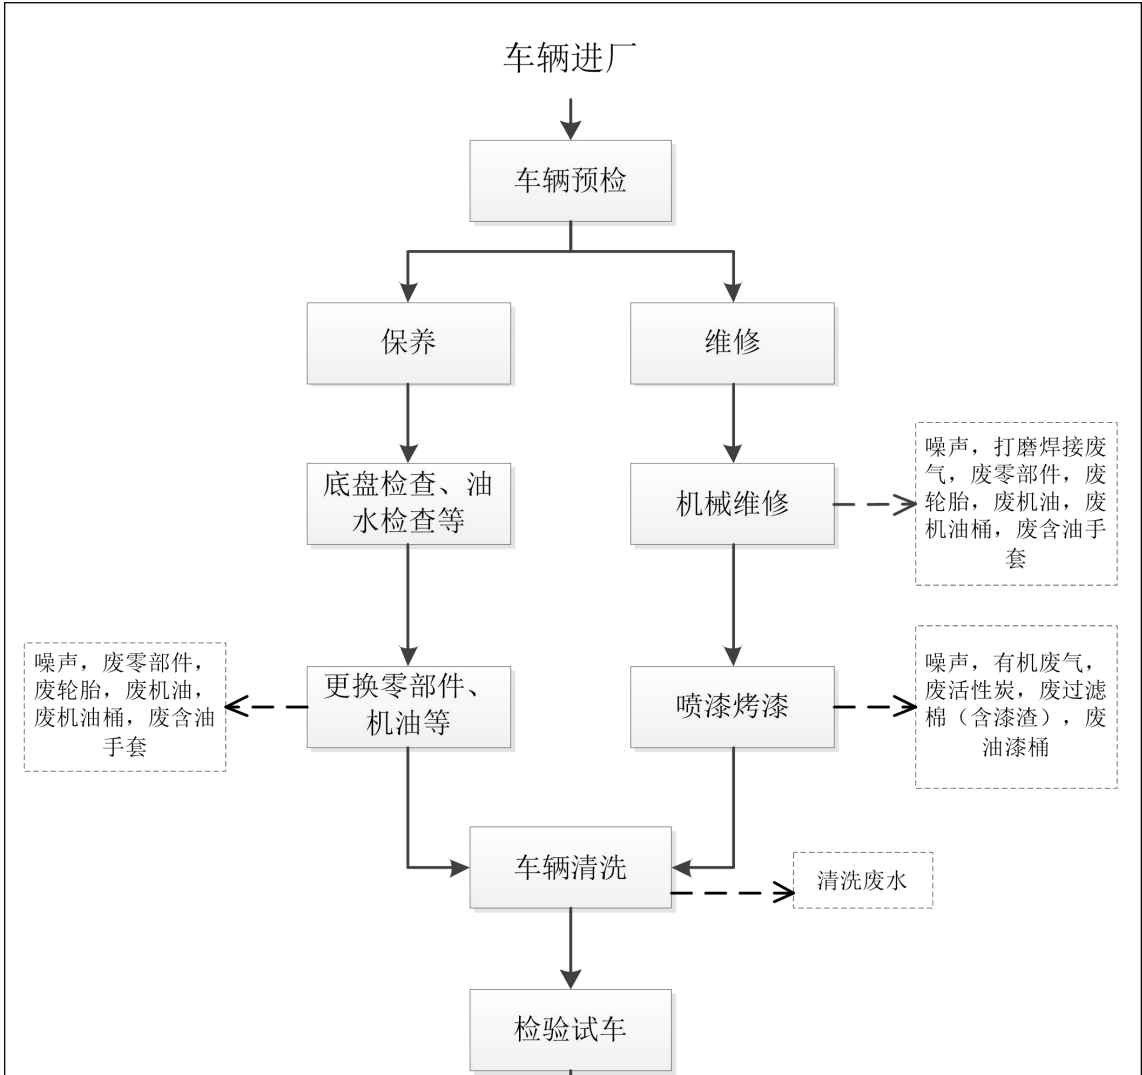 车辆进厂
车辆预检
保养
维修
底盘检查、油
水检查等
机械维修
噪声，打磨焊接废
气，废零部件，废
轮胎，废机油，废
机油桶，废含油手
套
噪声，废零部件，
废轮胎，废机油，
废机油桶，废含油
手套
更换零部件、
机油等
喷漆烤漆
噪声，有机废气，
废活性炭，废过滤
棉（含漆渣），废
油漆桶
车辆清洗
清洗废水
检验试车